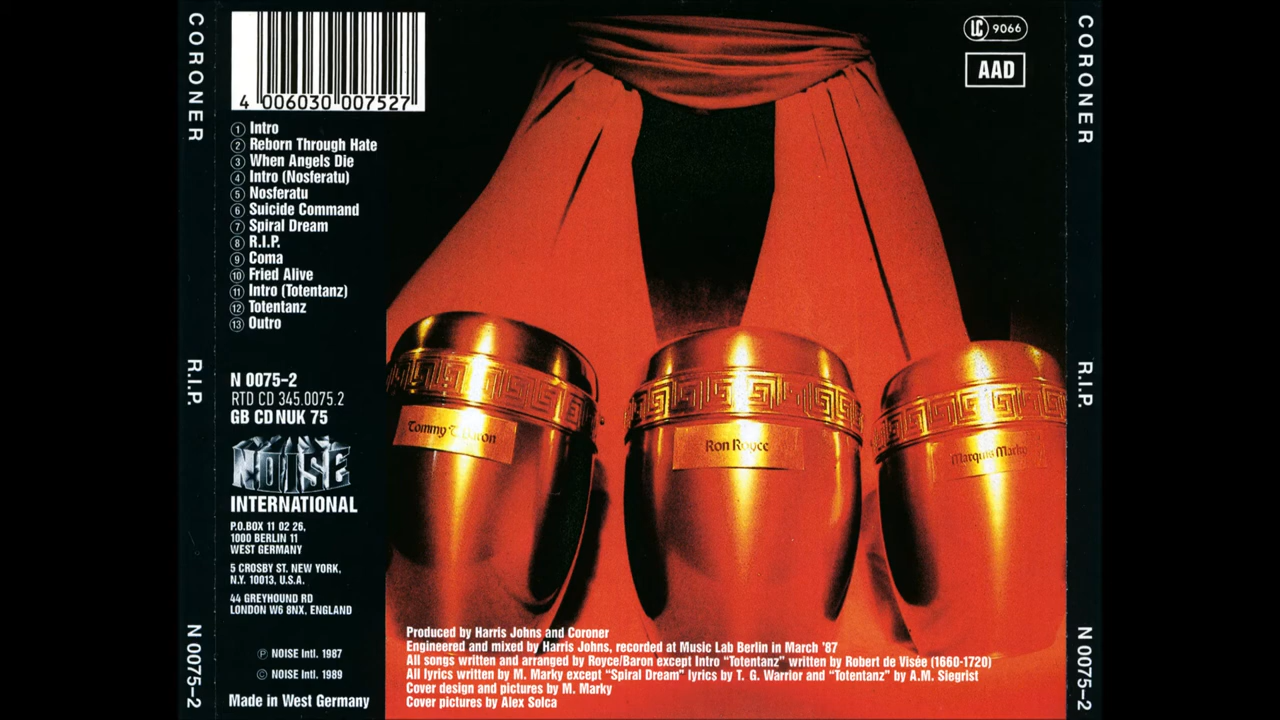 CORONER
R.I.P.
N 0075-2
4 006030 007527
1 Intro
2 Reborn Through Hate
3 When Angels Die
4 Intro (Nosferatu)
5 Nosferatu
6 Suicide Command
7 Spiral Dream
8 R.I.P.
9 Coma
10 Fried Alive
11 Intro (Totentanz)
12 Totentanz
13 Outro
N 0075-2
RTD CD 345.0075.2
GB CD NUK 75
NOISE
INTERNATIONAL
P.O.BOX 11 02 26,
1000 BERLIN 11
WEST GERMANY
5 CROSBY ST. NEW YORK,
N.Y. 10013, U.S.A.
44 GREYHOUND RD
LONDON W6 8NX, ENGLAND
Ⓟ NOISE Intl. 1987
© NOISE Intl. 1989
Made in West Germany
LC 9066
AAD
Tommy T. Baron
Ron Royce
Marquis Marky
Produced by Harris Johns and Coroner
Engineered and mixed by Harris Johns, recorded at Music Lab Berlin in March '87
All songs written and arranged by Royce/Baron except Intro "Totentanz" written by Robert de Visée (1660-1720)
All lyrics written by M. Marky except "Spiral Dream" lyrics by T. G. Warrior and "Totentanz" by A.M. Siegrist
Cover design and pictures by M. Marky
Cover pictures by Alex Solca
CORONER
R.I.P.
N 0075-2